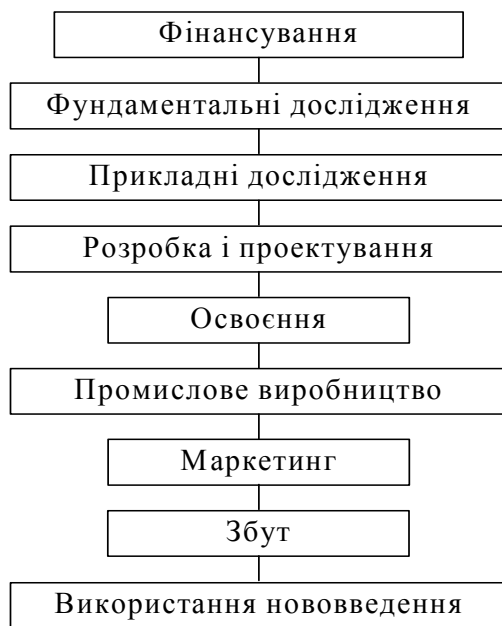 Фінансування
Фундаментальні дослідження
Прикладні дослідження
Розробка і проектування
Освоєння
Промислове виробництво
Маркетинг
Збут
Використання нововведення